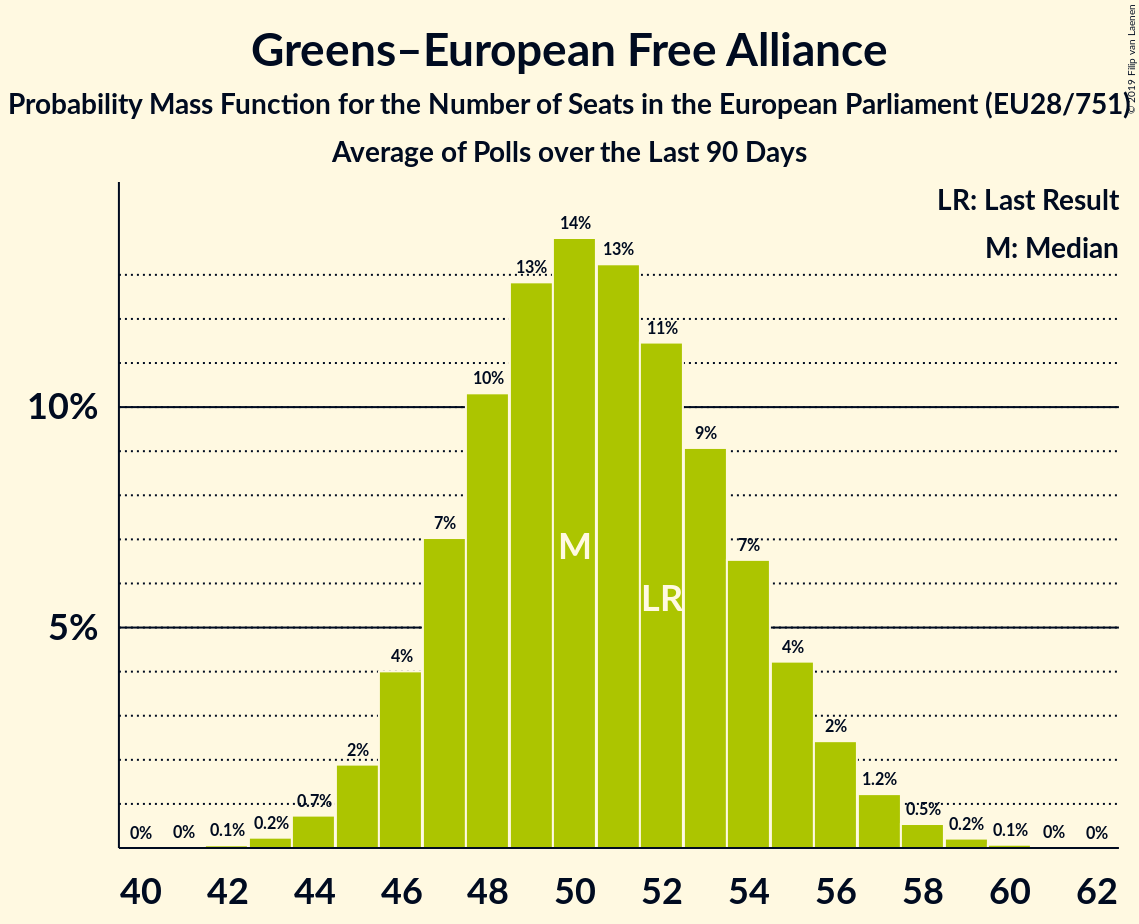 Greens–European Free Alliance
Probability Mass Function for the Number of Seats in the European Parliament (EU28/751)
Average of Polls over the Last 90 Days
© 2019 Filip van Laenen
LR: Last Result
M: Median
10%
5%
0%
0%
0.1%
0.2%
0.7%
2%
4%
7%
10%
13%
14%
13%
11%
9%
7%
4%
2%
1.2%
0.5%
0.2%
0.1%
0%
0%
M
LR
40 42 44 46 48 50 52 54 56 58 60 62